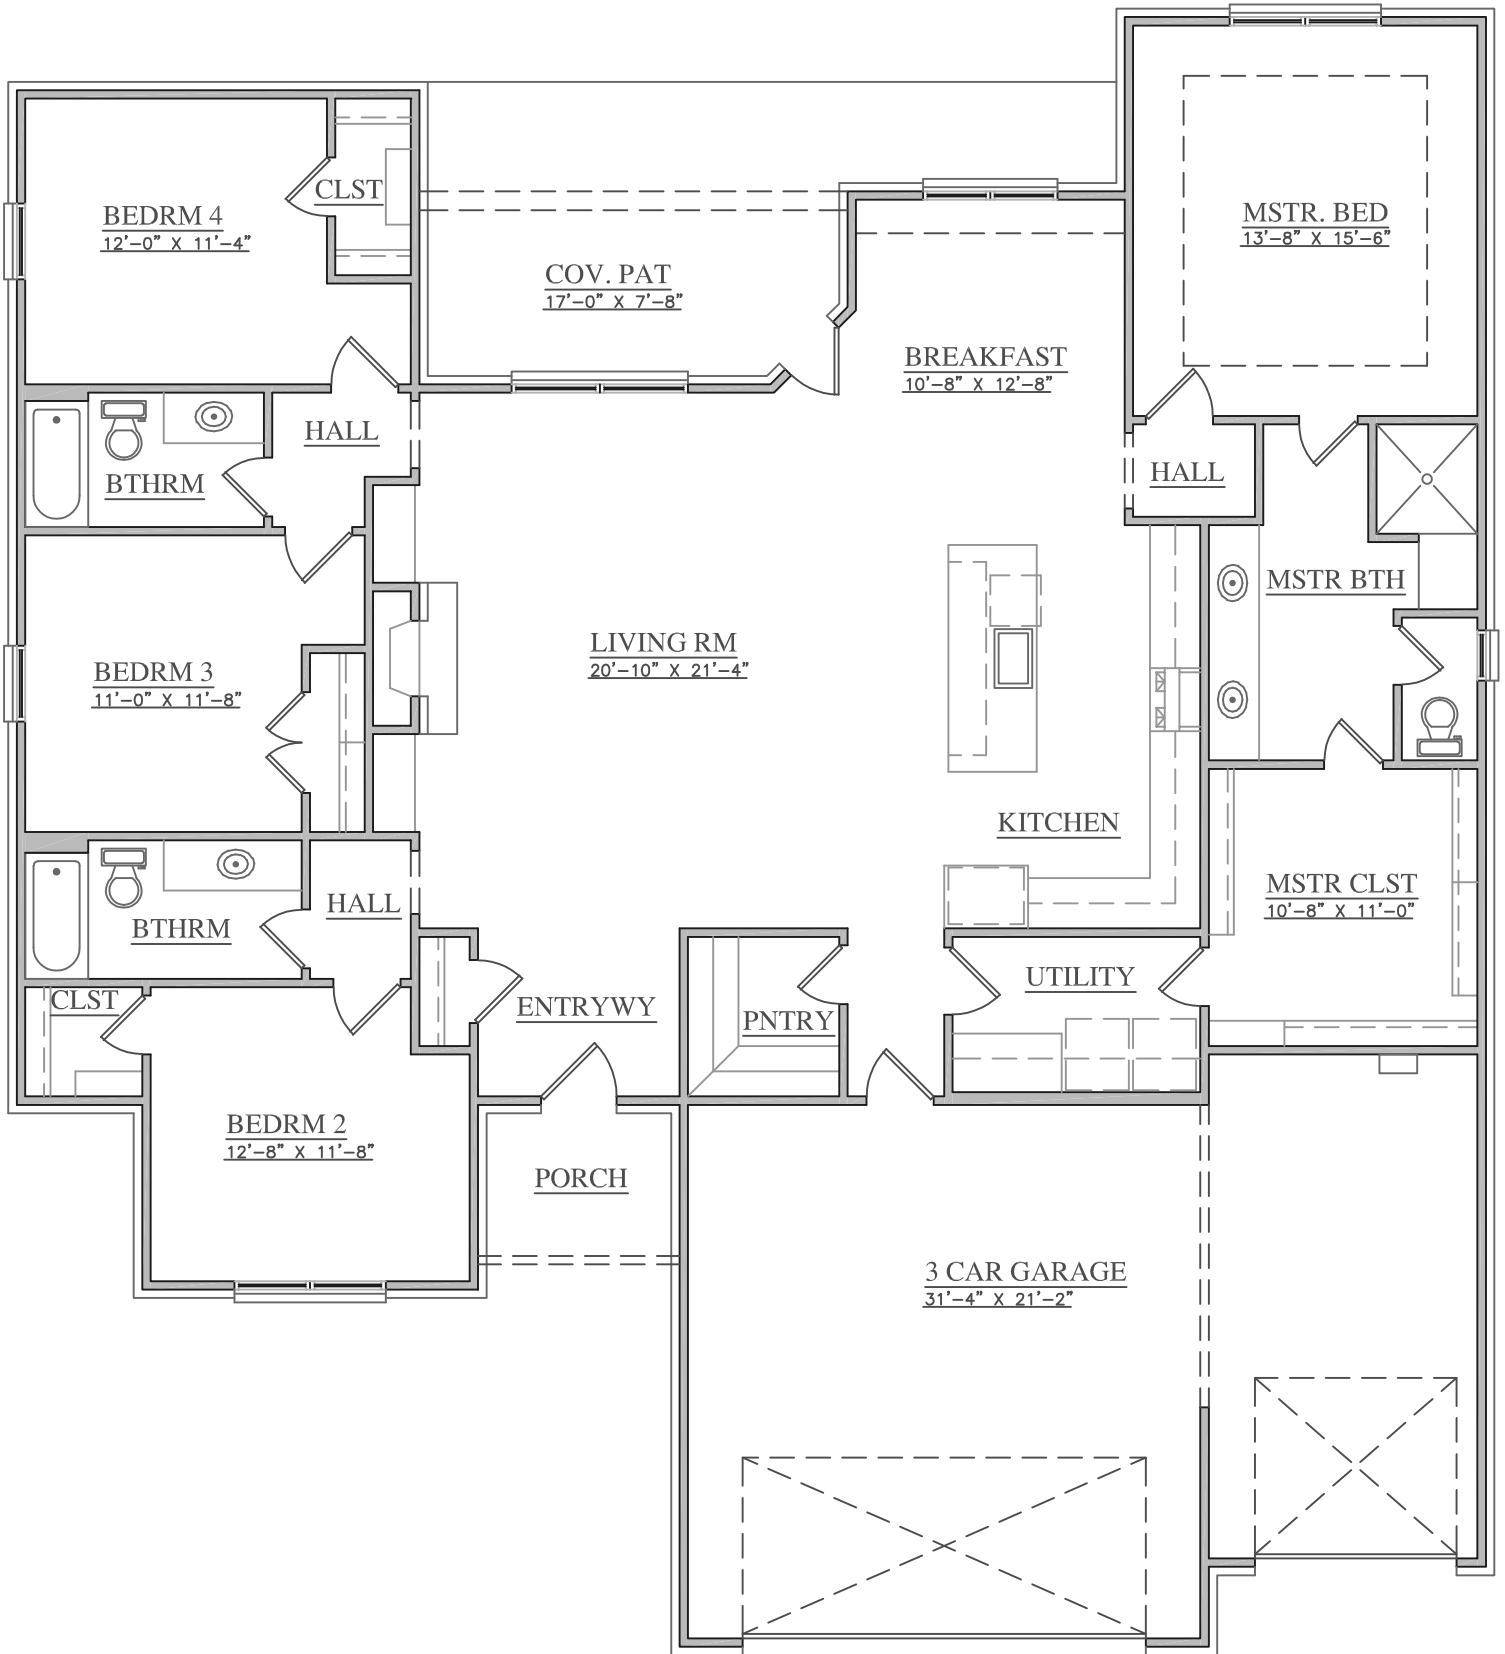 BEDRM 4
12'-0" X 11'-4"
CLST
COV. PAT
17'-0" X 7'-8"
MSTR. BED
13'-8" X 15'-6"
BREAKFAST
10'-8" X 12'-8"
HALL
BTHRM
HALL
MSTR BTH
BEDRM 3
11'-0" X 11'-8"
LIVING RM
20'-10" X 21'-4"
KITCHEN
MSTR CLST
10'-8" X 11'-0"
HALL
BTHRM
CLST
ENTRYWY
PNTRY
UTILITY
BEDRM 2
12'-8" X 11'-8"
PORCH
3 CAR GARAGE
31'-4" X 21'-2"